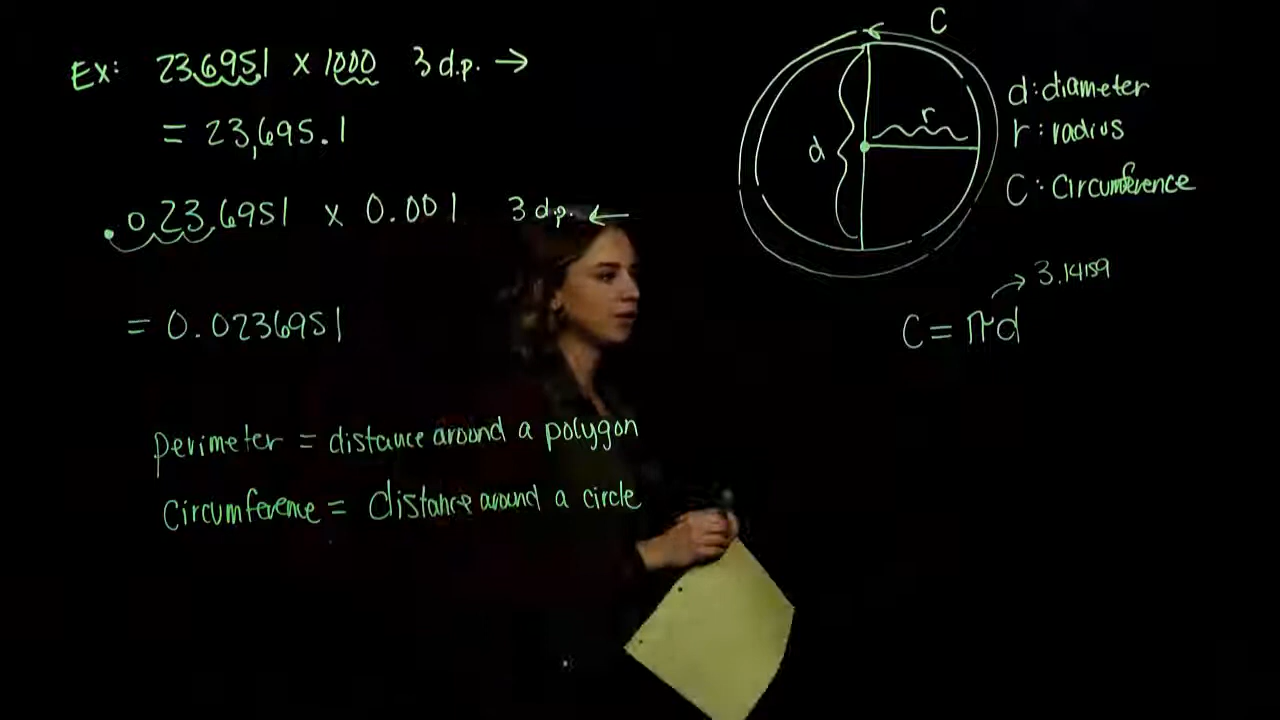 Ex: 23.6951 x 1000 3 d.p. →
= 23,695.1
.023.6951 x 0.001 3 d.p. ←
= 0.0236951
perimeter = distance around a polygon
circumference = distance around a circle
C
d
r
d : diameter
r : radius
C : circumference
3.14159
C = πd